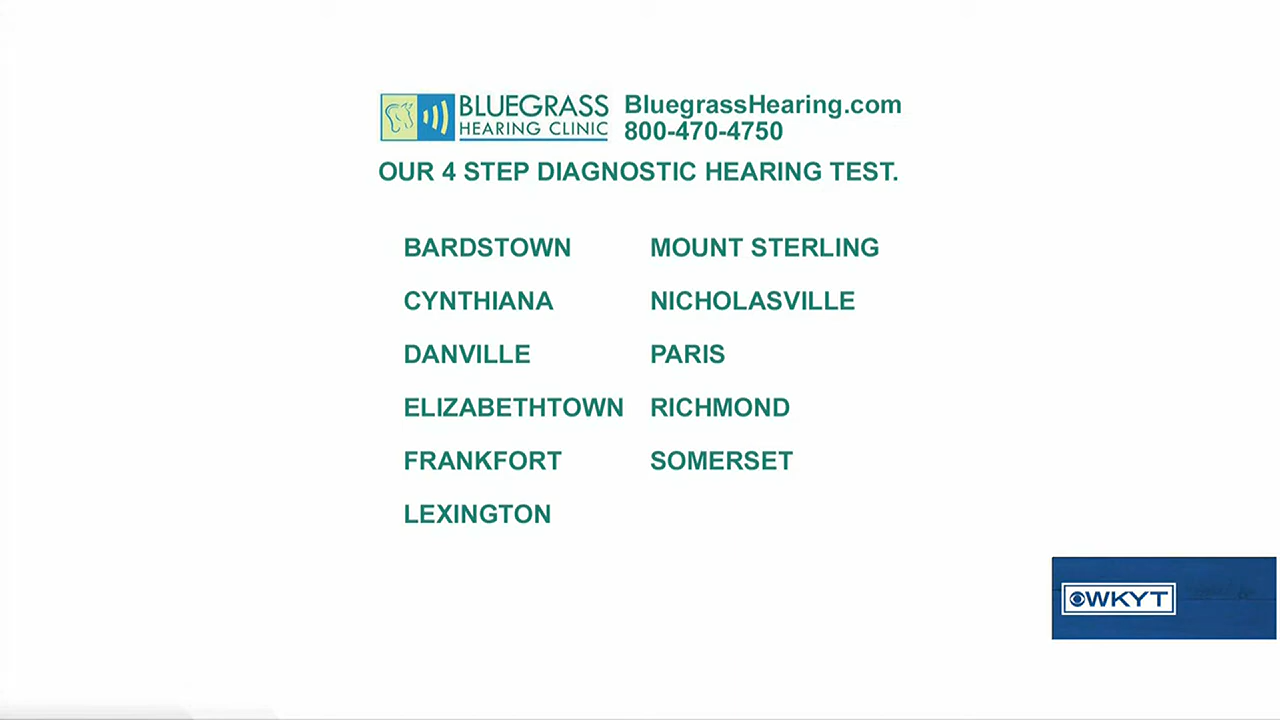 BLUEGRASS
HEARING CLINIC
BluegrassHearing.com
800-470-4750
OUR 4 STEP DIAGNOSTIC HEARING TEST.
BARDSTOWN
CYNTHIANA
DANVILLE
ELIZABETHTOWN
FRANKFORT
LEXINGTON
MOUNT STERLING
NICHOLASVILLE
PARIS
RICHMOND
SOMERSET
WKYT